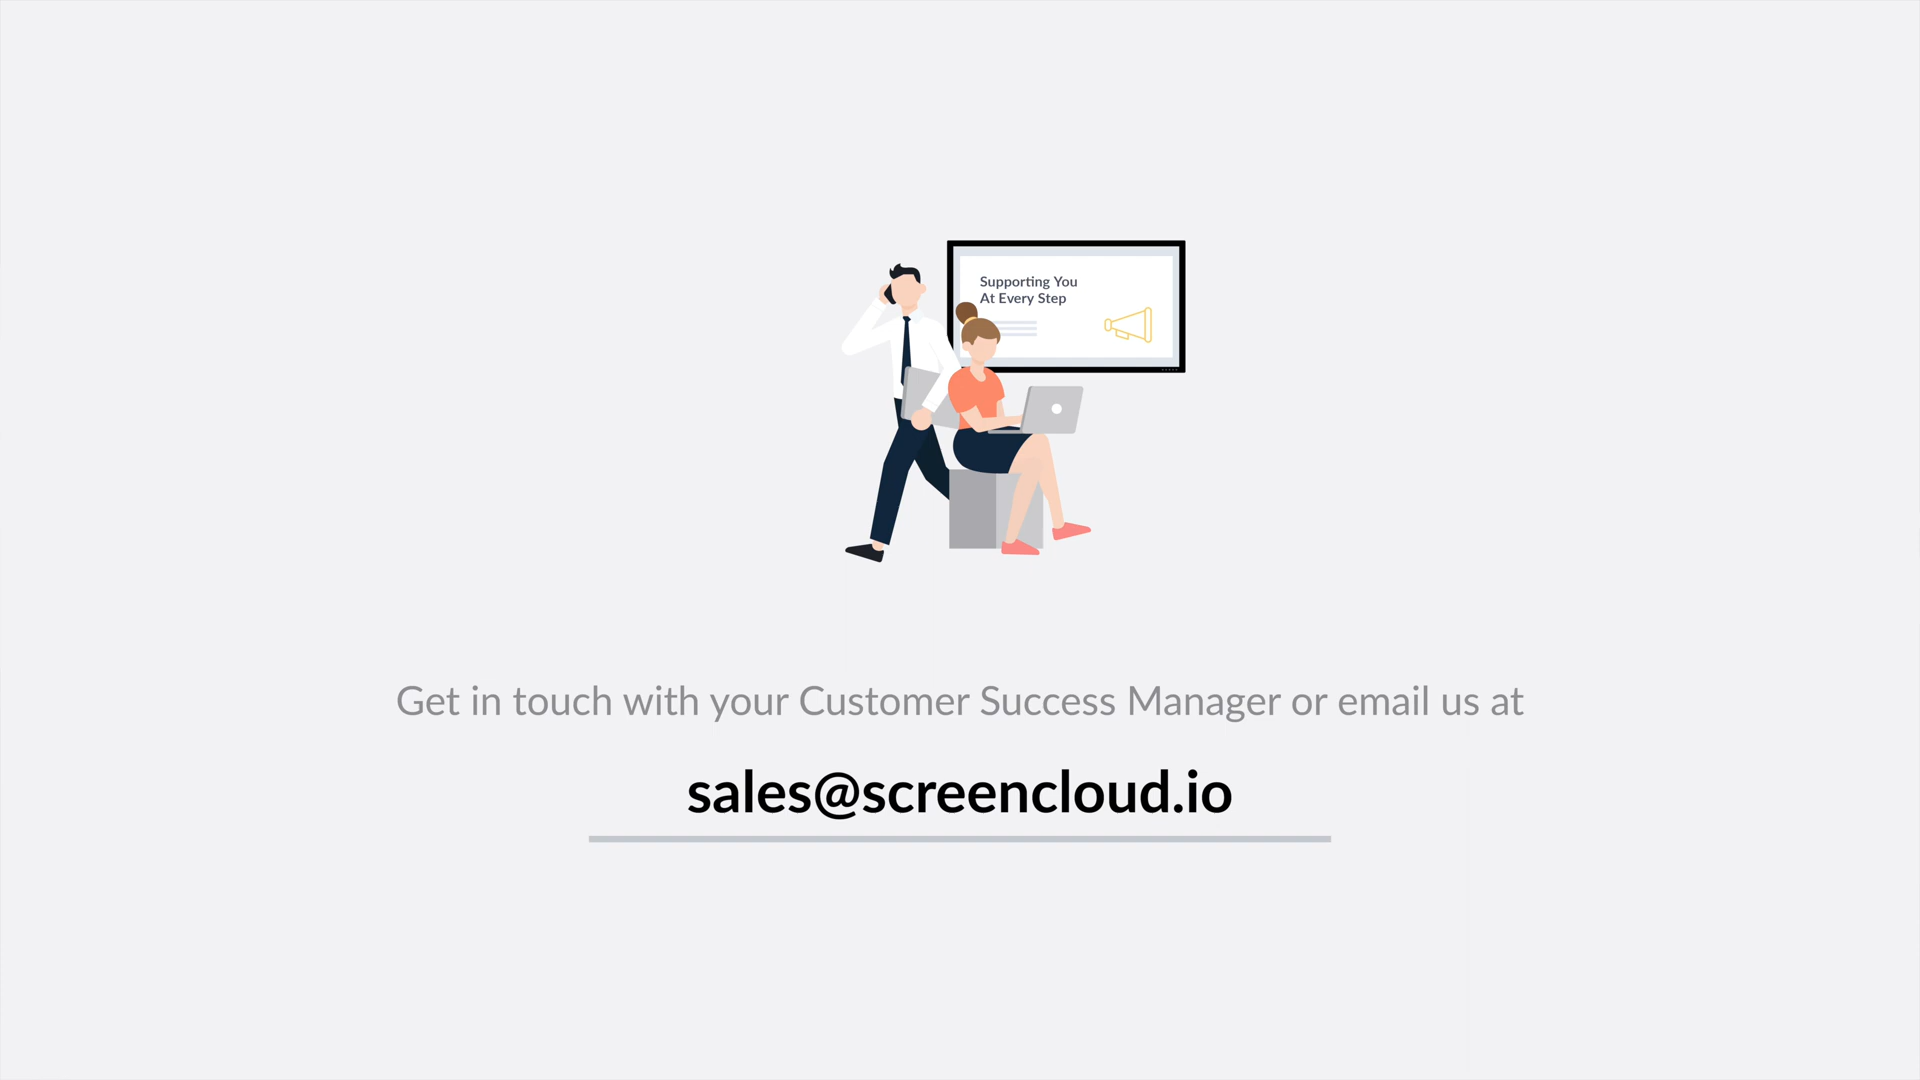 Supporting You
At Every Step
Get in touch with your Customer Success Manager or email us at
sales@screencloud.io